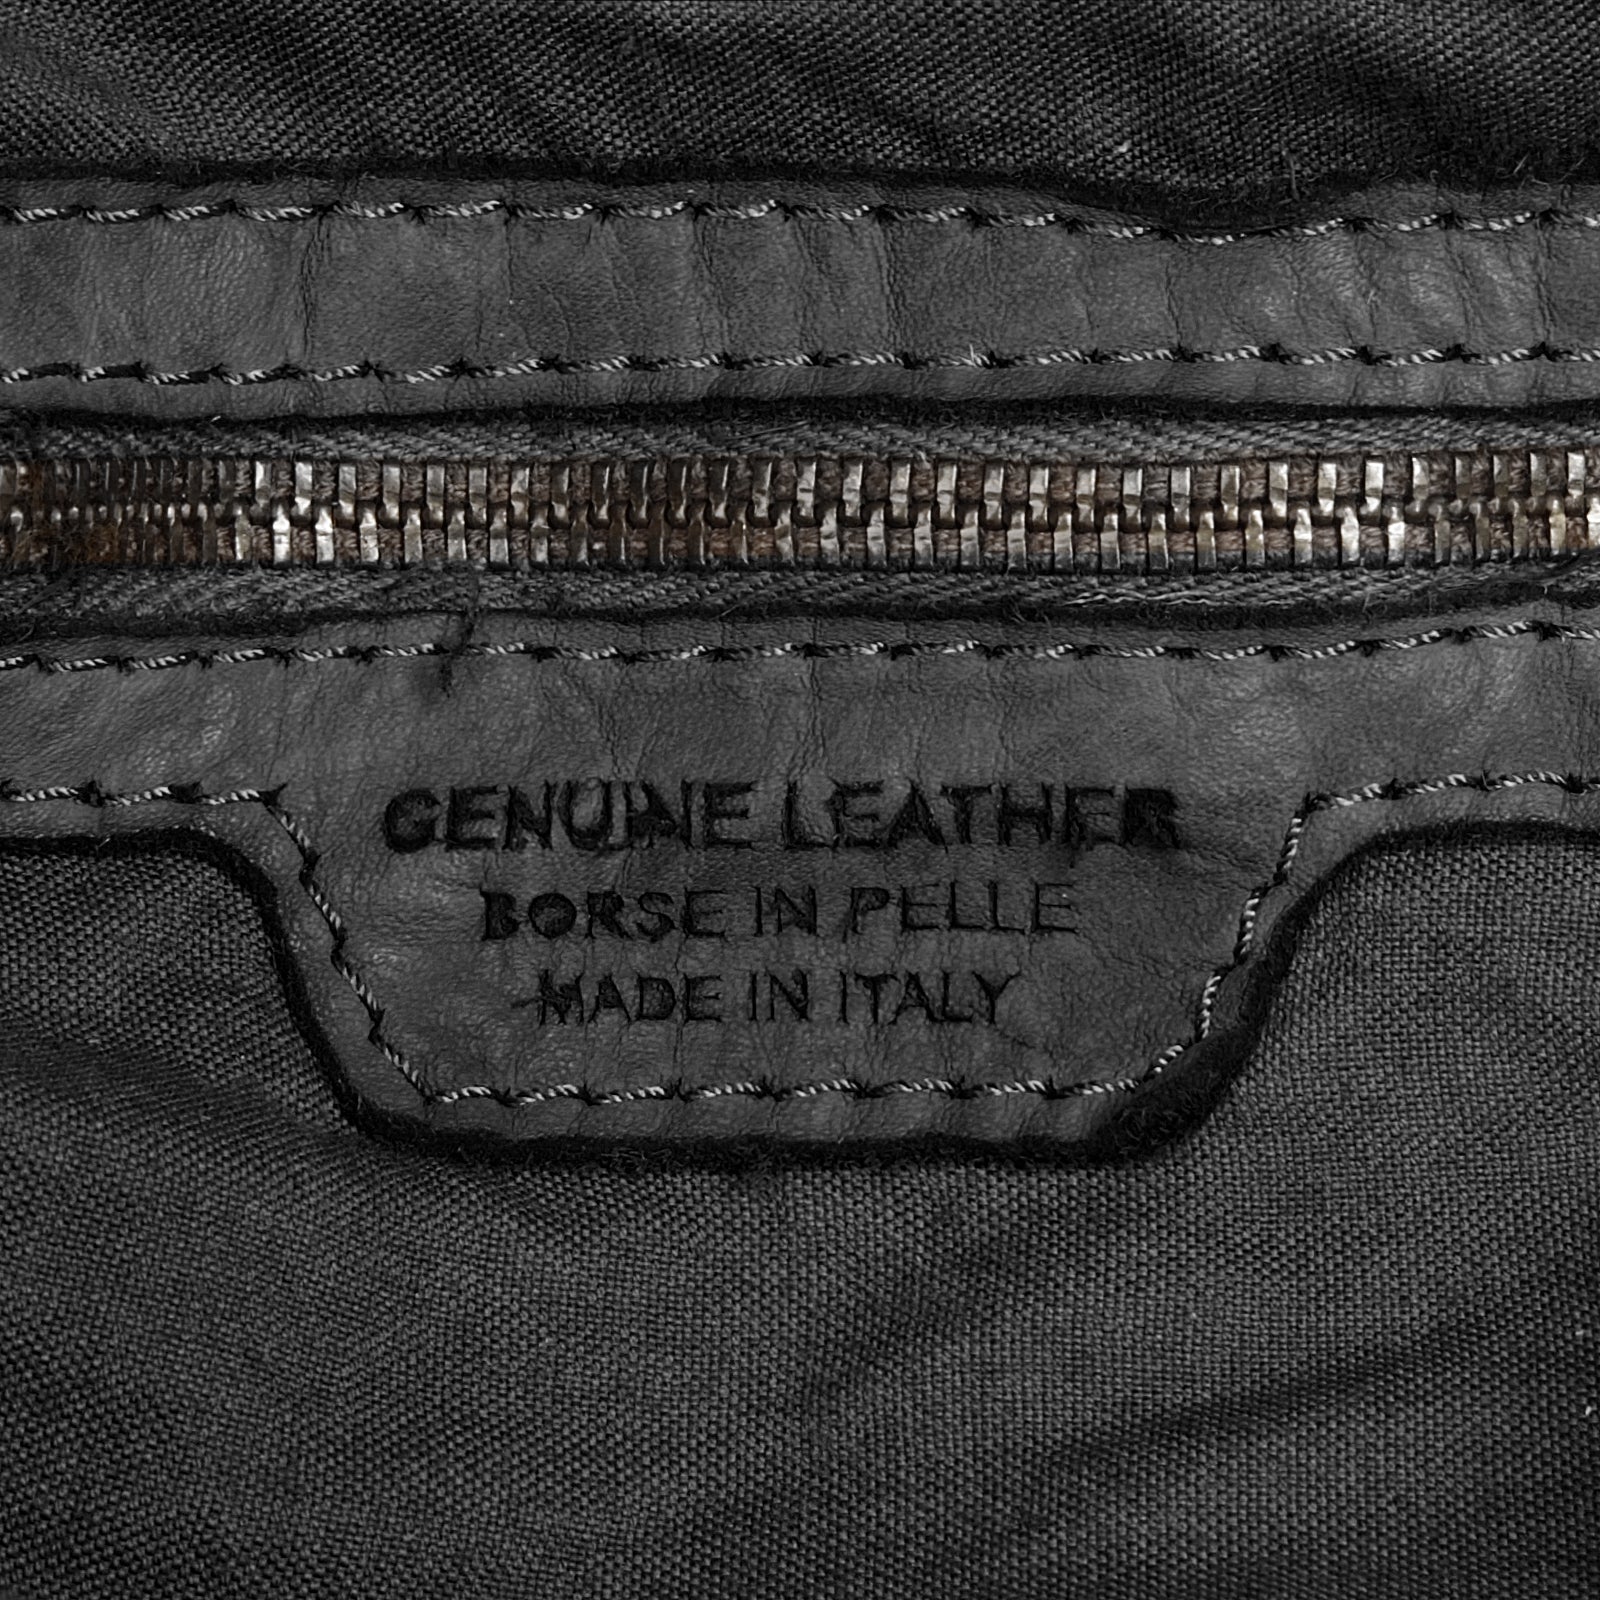 GENUINE LEATHER
BORSE IN PELLE
MADE IN ITALY